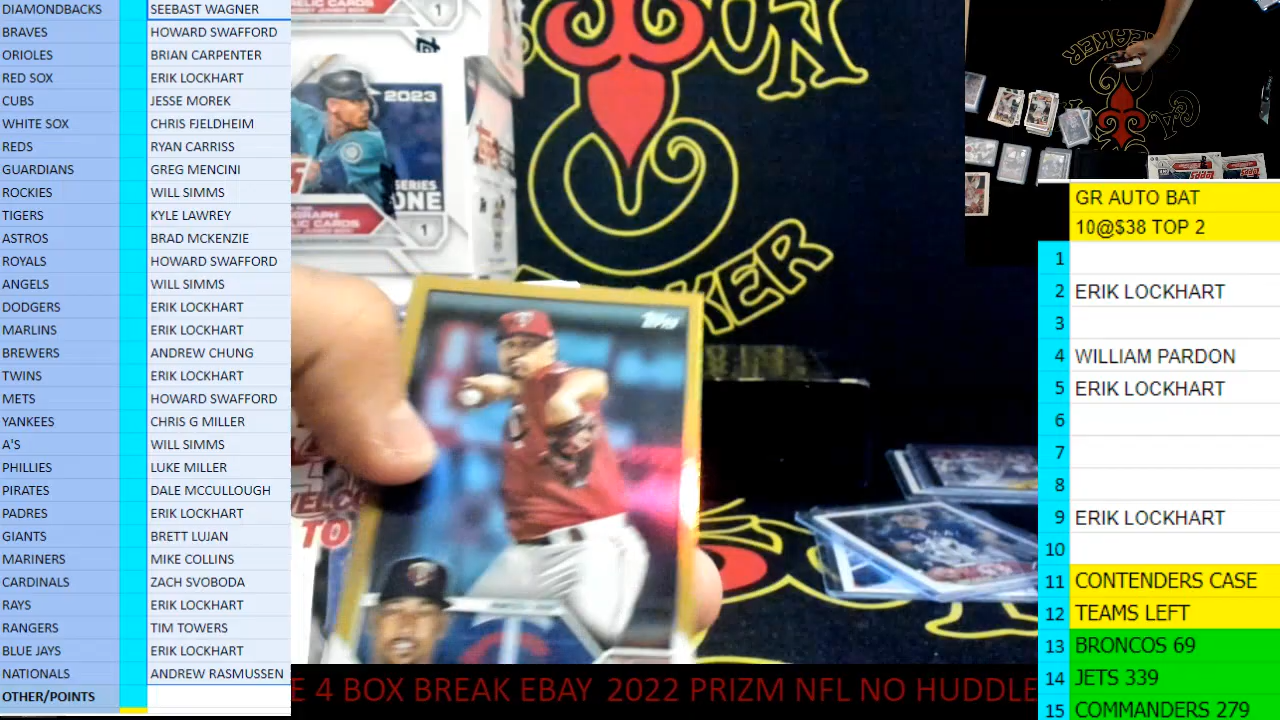 DIAMONDBACKS SEEBAST WAGNER
BRAVES HOWARD SWAFFORD
ORIOLES BRIAN CARPENTER
RED SOX ERIK LOCKHART
CUBS JESSE MOREK
WHITE SOX CHRIS FJELDHEIM
REDS RYAN CARRISS
GUARDIANS GREG MENCINI
ROCKIES WILL SIMMS
TIGERS KYLE LAWREY
ASTROS BRAD MCKENZIE
ROYALS HOWARD SWAFFORD
ANGELS WILL SIMMS
DODGERS ERIK LOCKHART
MARLINS ERIK LOCKHART
BREWERS ANDREW CHUNG
TWINS ERIK LOCKHART
METS HOWARD SWAFFORD
YANKEES CHRIS G MILLER
A'S WILL SIMMS
PHILLIES LUKE MILLER
PIRATES DALE MCCULLOUGH
PADRES ERIK LOCKHART
GIANTS BRETT LUJAN
MARINERS MIKE COLLINS
CARDINALS ZACH SVOBODA
RAYS ERIK LOCKHART
RANGERS TIM TOWERS
BLUE JAYS ERIK LOCKHART
NATIONALS ANDREW RASMUSSEN
OTHER/POINTS
1
2023
SERIES
ONE
1
TO
Topps
E 4 BOX BREAK EBAY 2022 PRIZM NFL NO HUDDLE
GR AUTO BAT
10@$38 TOP 2
1
2 ERIK LOCKHART
3
4 WILLIAM PARDON
5 ERIK LOCKHART
6
7
8
9 ERIK LOCKHART
10
11 CONTENDERS CASE
12 TEAMS LEFT
13 BRONCOS 69
14 JETS 339
15 COMMANDERS 279